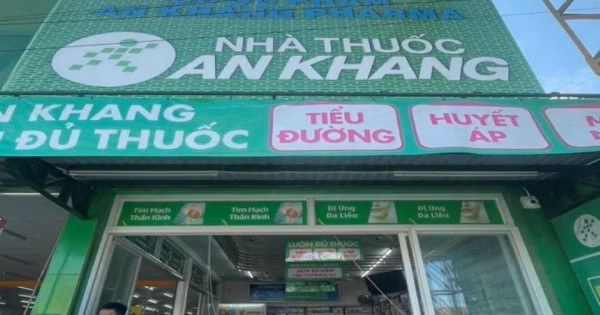 AN KHANG PHARMA
NHÀ THUỐC
AN KHANG
N KHANG
ĐỦ THUỐC
TIỂU
ĐƯỜNG
HUYẾT
ÁP
Tim Mạch
Thần Kinh
Tim Mạch
Thần Kinh
Dị Ứng
Da Liễu
Dị Ứng
Da Liễu
LUÔN ĐỦ THUỐC